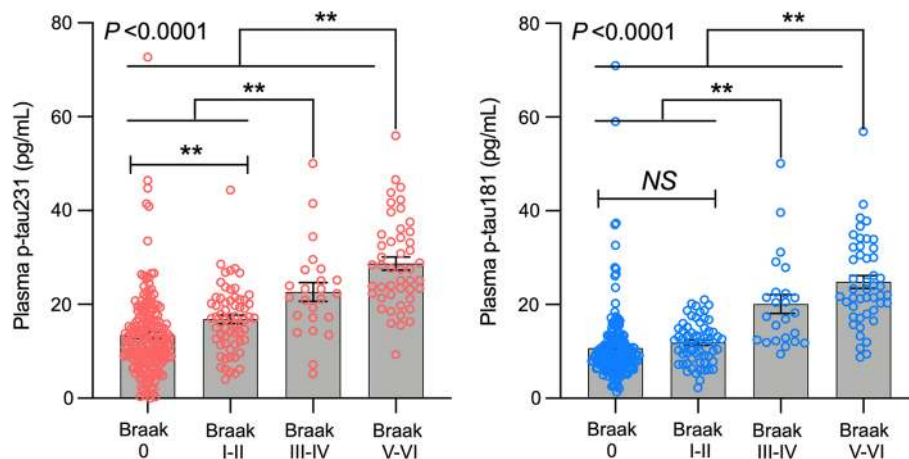 P <0.0001
**
**
**
Plasma p-tau231 (pg/mL)
80
60
40
20
0
Braak 0
Braak I-II
Braak III-IV
Braak V-VI
P <0.0001
**
**
NS
Plasma p-tau181 (pg/mL)
80
60
40
20
0
Braak 0
Braak I-II
Braak III-IV
Braak V-VI